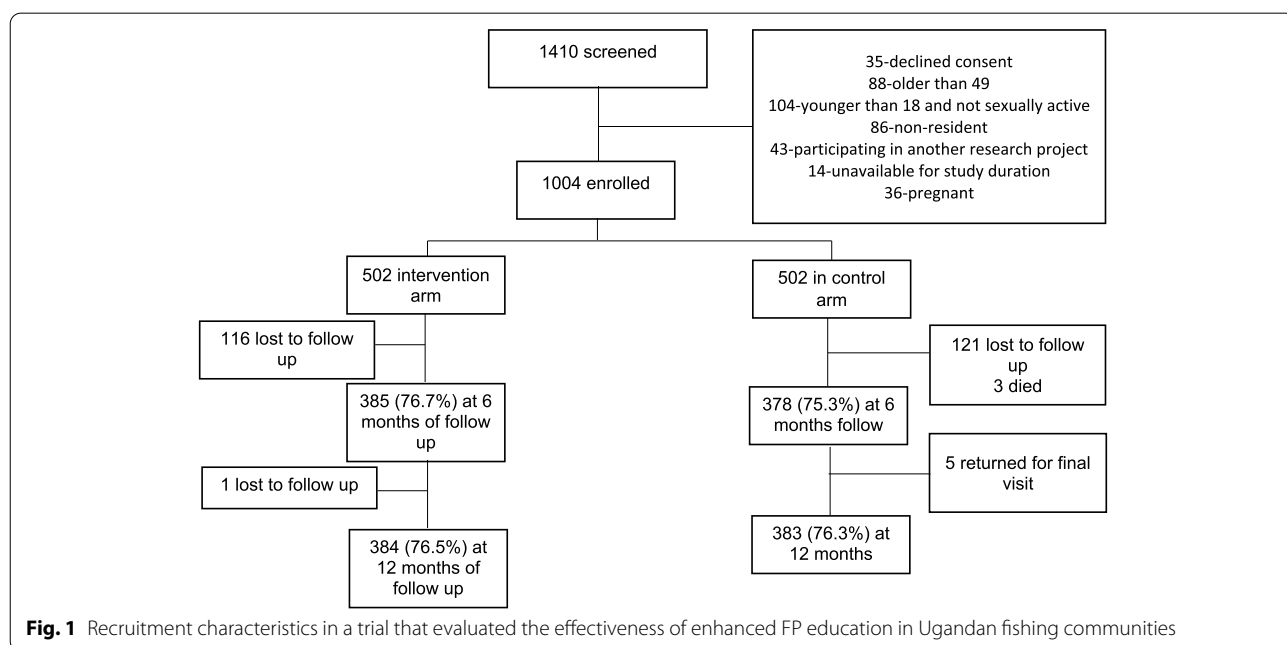 1410 screened
35-declined consent
88-older than 49
104-younger than 18 and not sexually active
86-non-resident
43-participating in another research project
14-unavailable for study duration
36-pregnant
1004 enrolled
502 intervention
arm
502 in control
arm
116 lost to follow
up
121 lost to follow
up
3 died
385 (76.7%) at 6
months of follow
up
378 (75.3%) at 6
months follow
1 lost to follow up
5 returned for final
visit
384 (76.5%) at
12 months of
follow up
383 (76.3%) at
12 months
Fig. 1 Recruitment characteristics in a trial that evaluated the effectiveness of enhanced FP education in Ugandan fishing communities